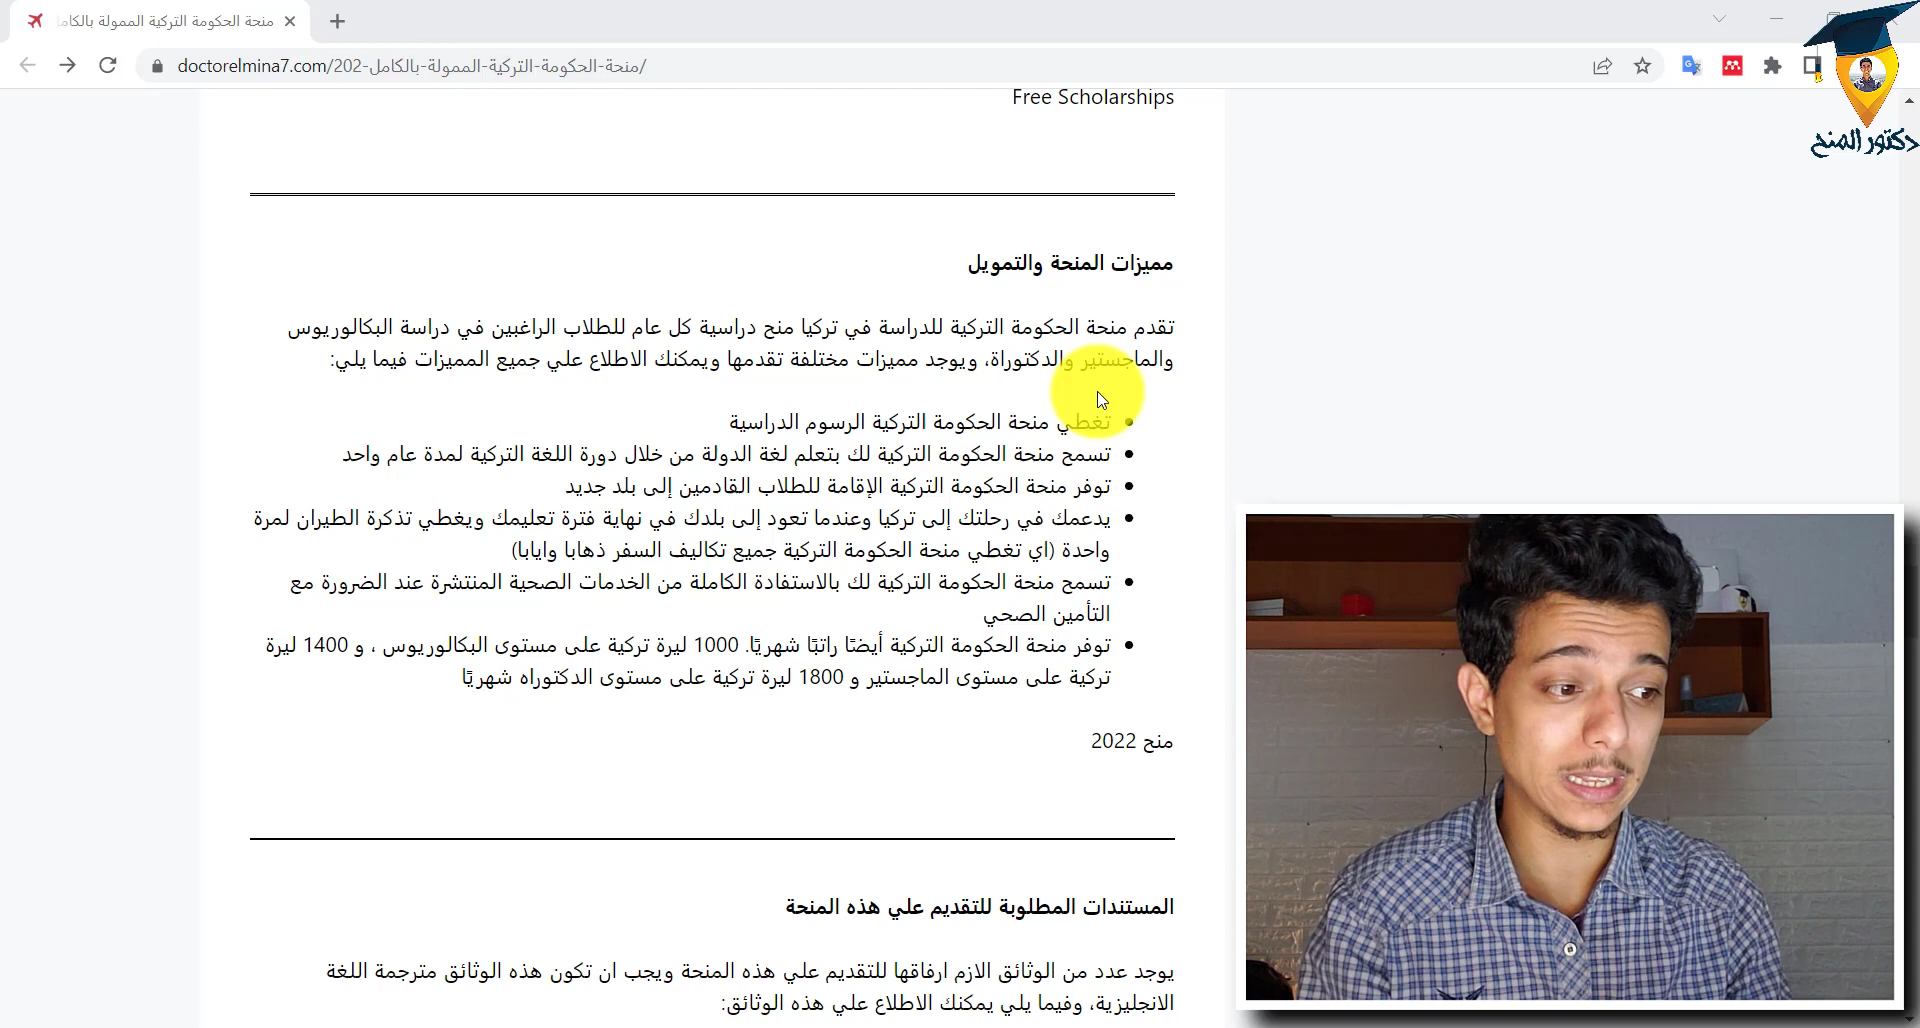 منحة الحكومة التركية الممولة بالكامل
doctorelmina7.com/منحة-الحكومة-التركية-الممولة-بالكامل-202/
دكتور المنح
Free Scholarships
مميزات المنحة والتمويل
تقدم منحة الحكومة التركية للدراسة في تركيا منح دراسية كل عام للطلاب الراغبين في دراسة البكالوريوس
والماجستير والدكتوراة، ويوجد مميزات مختلفة تقدمها ويمكنك الاطلاع علي جميع المميزات فيما يلي:
• تغطي منحة الحكومة التركية الرسوم الدراسية
• تسمح منحة الحكومة التركية لك بتعلم لغة الدولة من خلال دورة اللغة التركية لمدة عام واحد
• توفر منحة الحكومة التركية الإقامة للطلاب القادمين إلى بلد جديد
• يدعمك في رحلتك إلى تركيا وعندما تعود إلى بلدك في نهاية فترة تعليمك ويغطي تذكرة الطيران لمرة
واحدة (اي تغطي منحة الحكومة التركية جميع تكاليف السفر ذهابا وايابا)
• تسمح منحة الحكومة التركية لك بالاستفادة الكاملة من الخدمات الصحية المنتشرة عند الضرورة مع
التأمين الصحي
• توفر منحة الحكومة التركية أيضًا راتبًا شهريًا. 1000 ليرة تركية على مستوى البكالوريوس ، و 1400 ليرة
تركية على مستوى الماجستير و 1800 ليرة تركية على مستوى الدكتوراه شهريًا
منح 2022
المستندات المطلوبة للتقديم علي هذه المنحة
يوجد عدد من الوثائق الازم ارفاقها للتقديم علي هذه المنحة ويجب ان تكون هذه الوثائق مترجمة اللغة
الانجليزية، وفيما يلي يمكنك الاطلاع علي هذه الوثائق: